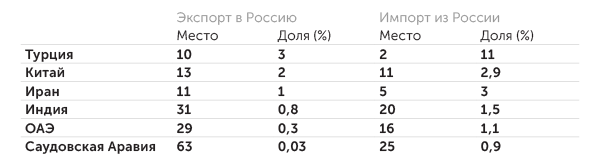 Экспорт в Россию Импорт из России
Место Доля (%) Место Доля (%)
Турция 10 3 2 11
Китай 13 2 11 2,9
Иран 11 1 5 3
Индия 31 0,8 20 1,5
ОАЭ 29 0,3 16 1,1
Саудовская Аравия 63 0,03 25 0,9